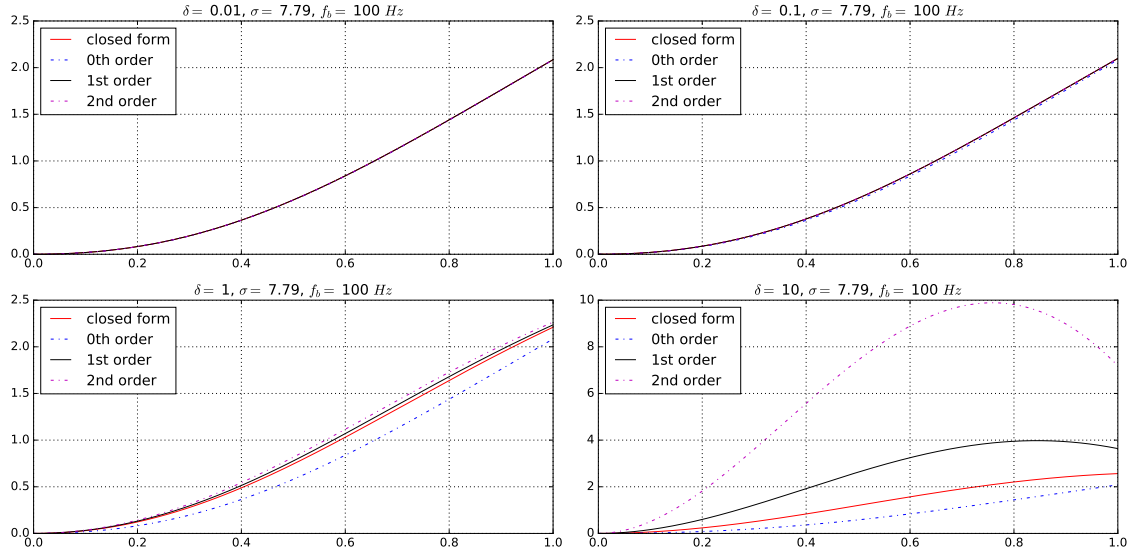 δ = 0.01, σ = 7.79, f_b = 100 Hz
2.5
2.0
1.5
1.0
0.5
0.0
closed form
0th order
1st order
2nd order
0.0 0.2 0.4 0.6 0.8 1.0
δ = 0.1, σ = 7.79, f_b = 100 Hz
2.5
2.0
1.5
1.0
0.5
0.0
closed form
0th order
1st order
2nd order
0.0 0.2 0.4 0.6 0.8 1.0
δ = 1, σ = 7.79, f_b = 100 Hz
2.5
2.0
1.5
1.0
0.5
0.0
closed form
0th order
1st order
2nd order
0.0 0.2 0.4 0.6 0.8 1.0
δ = 10, σ = 7.79, f_b = 100 Hz
10
8
6
4
2
0
closed form
0th order
1st order
2nd order
0.0 0.2 0.4 0.6 0.8 1.0